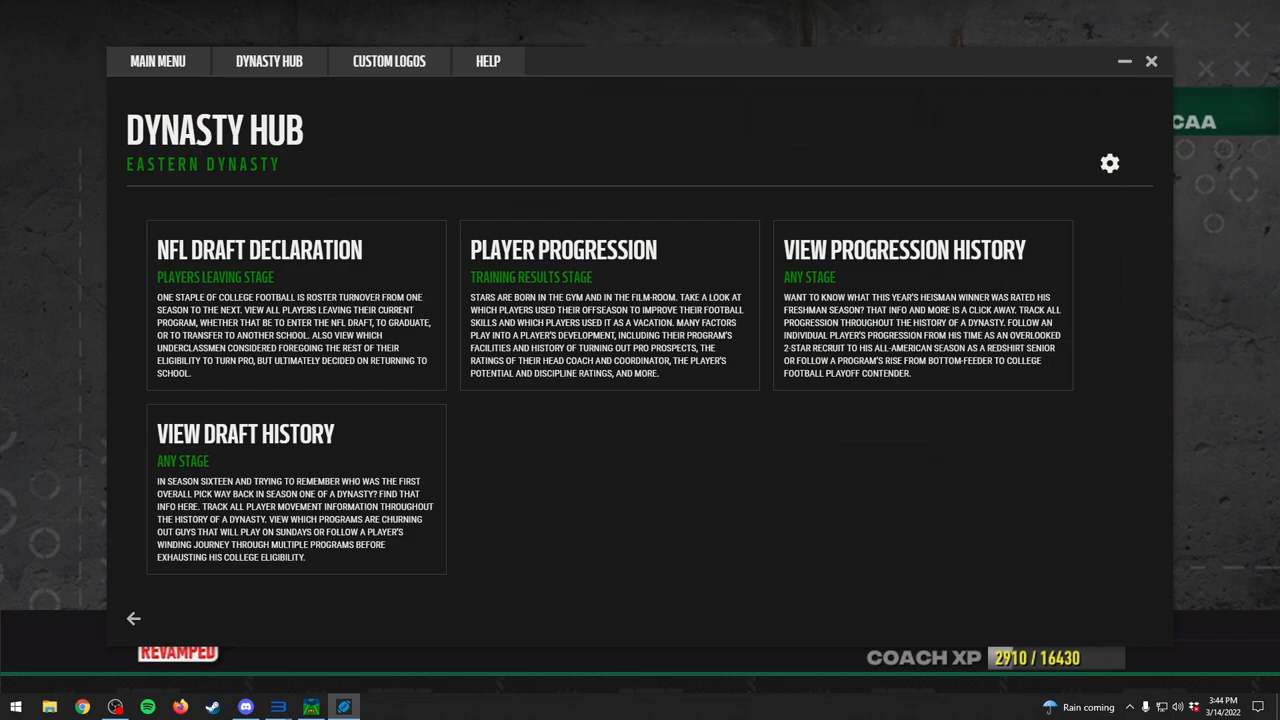 MAIN MENU
DYNASTY HUB
CUSTOM LOGOS
HELP
CAA
DYNASTY HUB
EASTERN DYNASTY
NFL DRAFT DECLARATION
PLAYERS LEAVING STAGE
ONE STAPLE OF COLLEGE FOOTBALL IS ROSTER TURNOVER FROM ONE
SEASON TO THE NEXT. VIEW ALL PLAYERS LEAVING THEIR CURRENT
PROGRAM, WHETHER THAT BE TO ENTER THE NFL DRAFT, TO GRADUATE,
OR TO TRANSFER TO ANOTHER SCHOOL. ALSO VIEW WHICH
UNDERCLASSMEN CONSIDERED FOREGOING THE REST OF THEIR
ELIGIBILITY TO TURN PRO, BUT ULTIMATELY DECIDED ON RETURNING TO
SCHOOL.
PLAYER PROGRESSION
TRAINING RESULTS STAGE
STARS ARE BORN IN THE GYM AND IN THE FILM-ROOM. TAKE A LOOK AT
WHICH PLAYERS USED THEIR OFFSEASON TO IMPROVE THEIR FOOTBALL
SKILLS AND WHICH PLAYERS USED IT AS A VACATION. MANY FACTORS
PLAY INTO A PLAYER'S DEVELOPMENT, INCLUDING THEIR PROGRAM'S
FACILITIES AND HISTORY OF TURNING OUT PRO PROSPECTS, THE
RATINGS OF THEIR HEAD COACH AND COORDINATOR, THE PLAYER'S
POTENTIAL AND DISCIPLINE RATINGS, AND MORE.
VIEW PROGRESSION HISTORY
ANY STAGE
WANT TO KNOW WHAT THIS YEAR'S HEISMAN WINNER WAS RATED HIS
FRESHMAN SEASON? THAT INFO AND MORE IS A CLICK AWAY. TRACK ALL
PROGRESSION THROUGHOUT THE HISTORY OF A DYNASTY. FOLLOW AN
INDIVIDUAL PLAYER'S PROGRESSION FROM HIS TIME AS AN OVERLOOKED
2-STAR RECRUIT TO HIS ALL-AMERICAN SEASON AS A REDSHIRT SENIOR
OR FOLLOW A PROGRAM'S RISE FROM BOTTOM-FEEDER TO COLLEGE
FOOTBALL PLAYOFF CONTENDER.
VIEW DRAFT HISTORY
ANY STAGE
IN SEASON SIXTEEN AND TRYING TO REMEMBER WHO WAS THE FIRST
OVERALL PICK WAY BACK IN SEASON ONE OF A DYNASTY? FIND THAT
INFO HERE. TRACK ALL PLAYER MOVEMENT INFORMATION THROUGHOUT
THE HISTORY OF A DYNASTY. VIEW WHICH PROGRAMS ARE CHURNING
OUT GUYS THAT WILL PLAY ON SUNDAYS OR FOLLOW A PLAYER'S
WINDING JOURNEY THROUGH MULTIPLE PROGRAMS BEFORE
EXHAUSTING HIS COLLEGE ELIGIBILITY.
REVAMPED
COACH XP 2910 / 16430
Rain coming
3:44 PM
3/14/2022